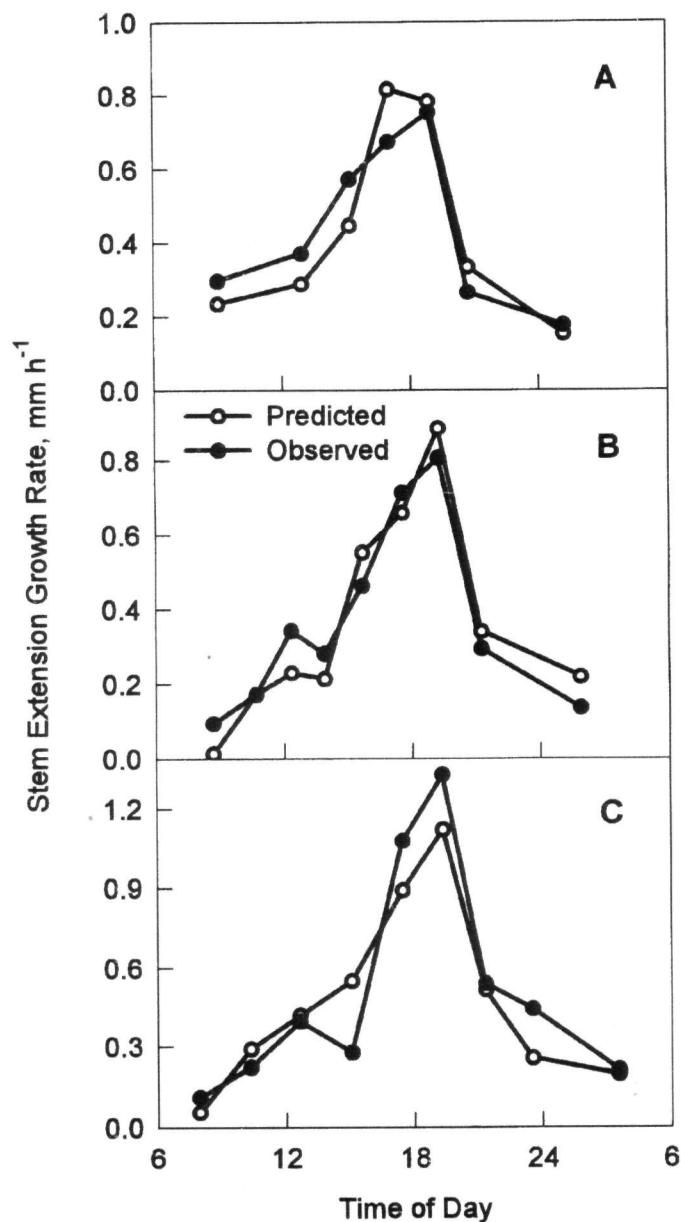 Stem Extension Growth Rate, mm h-1
1.0
A
0.8
0.6
0.4
0.2
0.0
Predicted
Observed
B
0.8
0.6
0.4
0.2
0.0
C
1.2
0.9
0.6
0.3
0.0
6 12 18 24 6
Time of Day